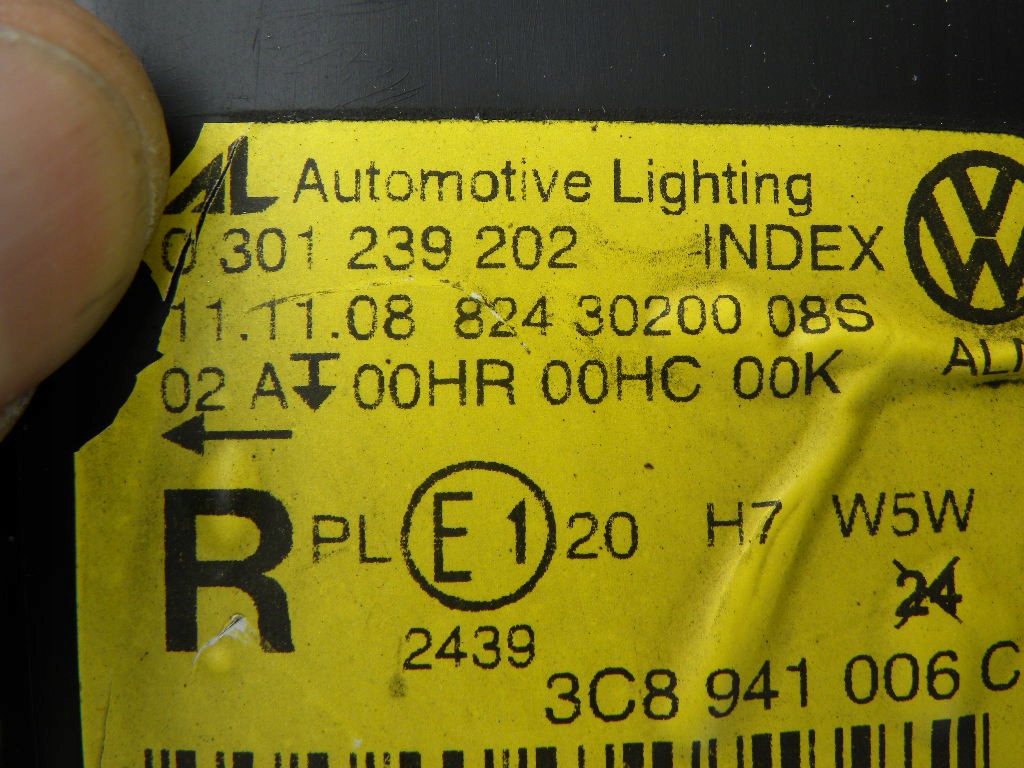 AL Automotive Lighting
0 301 239 202 INDEX
11.11.08 824 30200 08S
02 A 00HR 00HC 00K
R PL E1 20 H7 W5W
24
2439
3C8 941 006 C